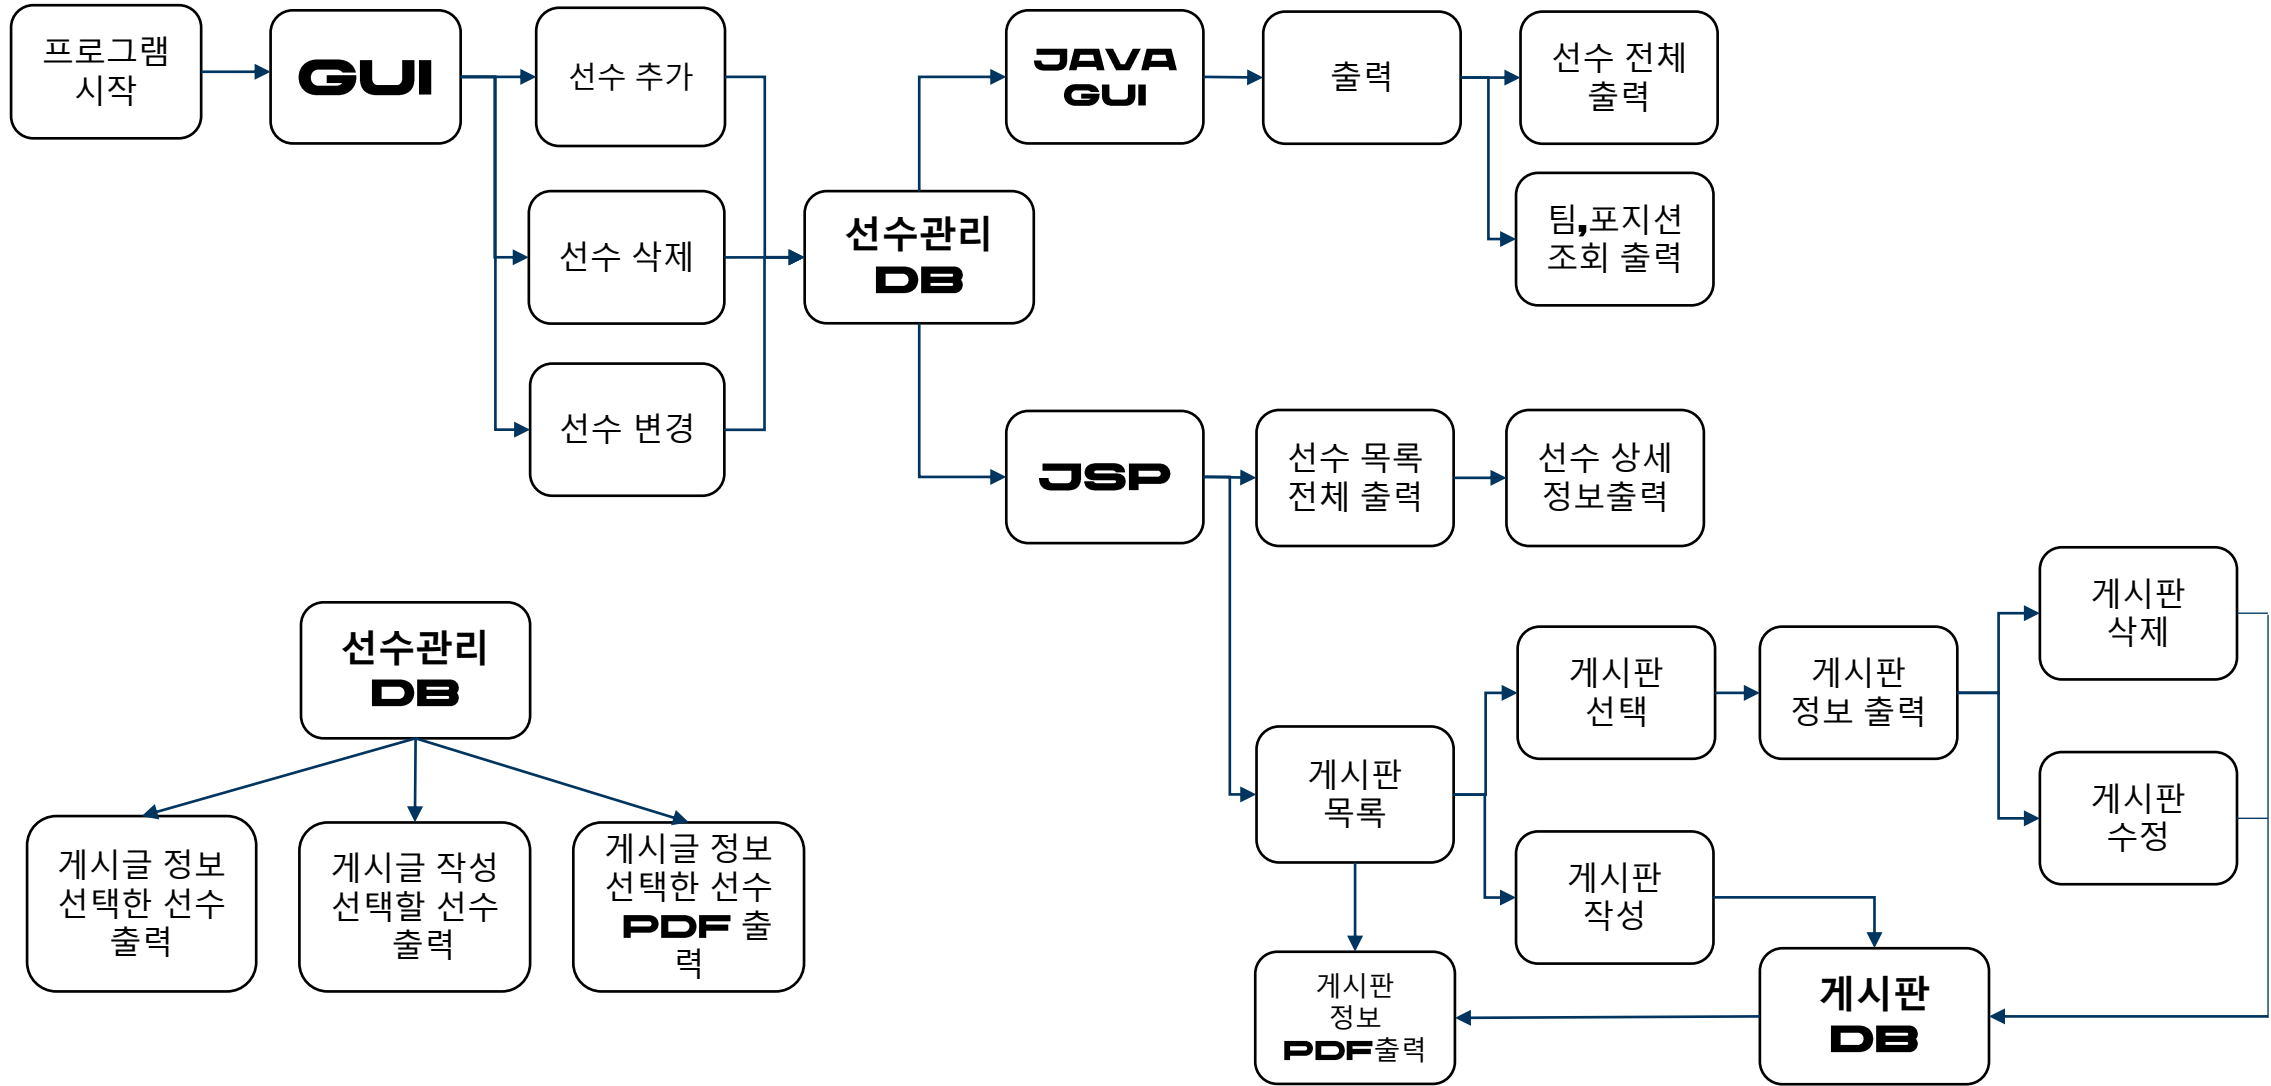 프로그램
시작
GUI
선수 추가
선수 삭제
선수 변경
선수관리
DB
JAVA
GUI
출력
선수 전체
출력
팀,포지션
조회 출력
JSP
선수 목록
전체 출력
선수 상세
정보출력
게시판
목록
게시판
선택
게시판
정보 출력
게시판
삭제
게시판
수정
게시판
작성
게시판
DB
게시판
정보
PDF출력
선수관리
DB
게시글 정보
선택한 선수
출력
게시글 작성
선택할 선수
출력
게시글 정보
선택한 선수
PDF 출
력